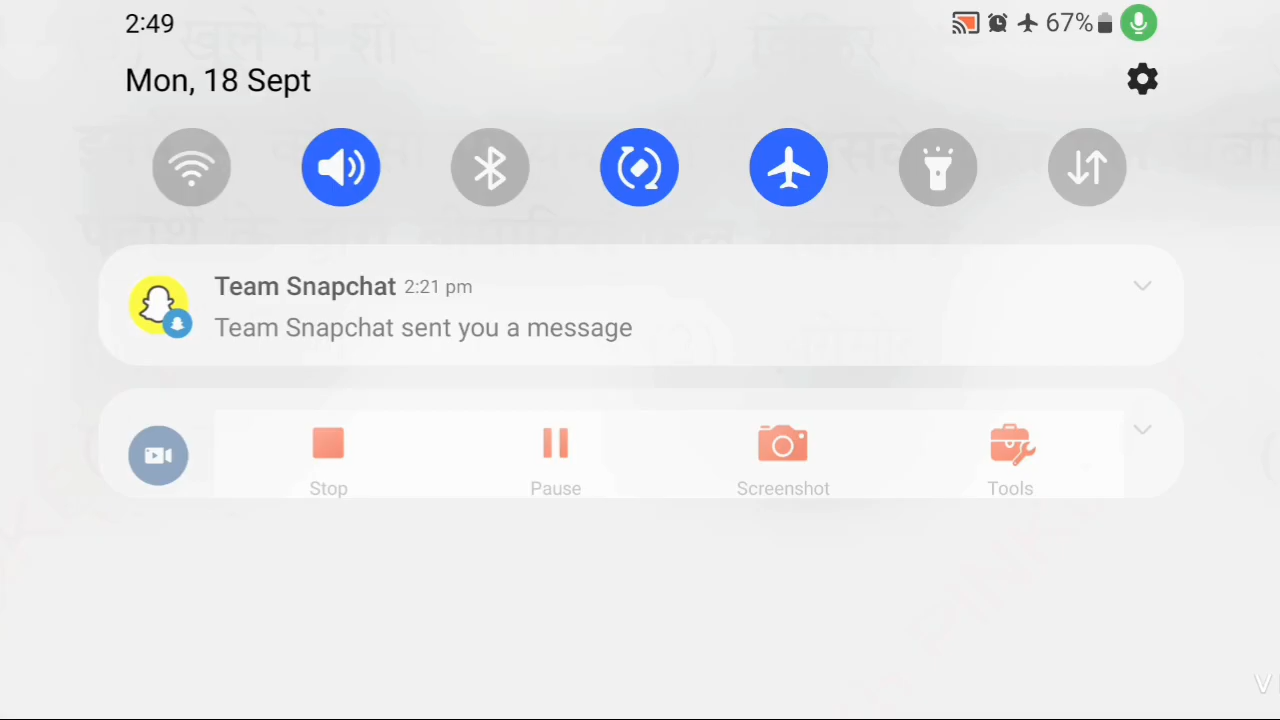 2:49
67%
Mon, 18 Sept
Team Snapchat 2:21 pm
Team Snapchat sent you a message
Stop
Pause
Screenshot
Tools